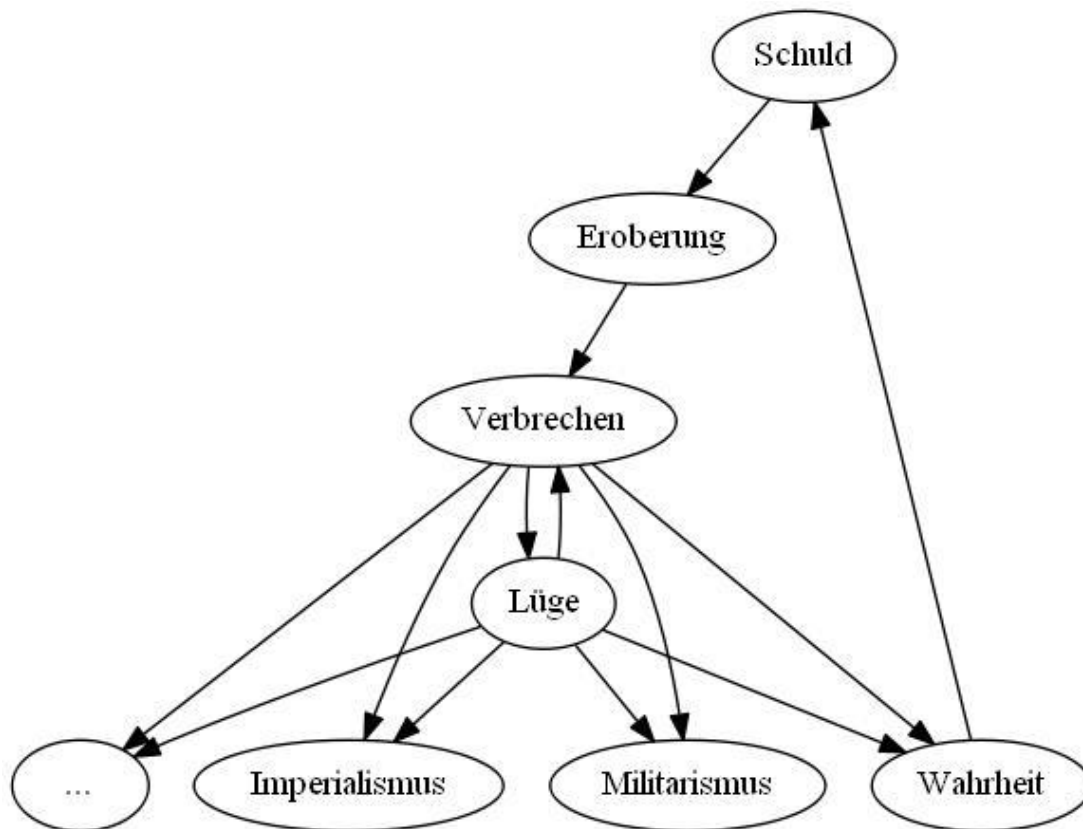 Schuld
Eroberung
Verbrechen
Lüge
...
Imperialismus
Militarismus
Wahrheit